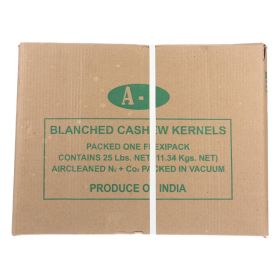 A-
BLANCHED CASHEW KERNELS
PACKED ONE FLEXIPACK
CONTAINS 25 Lbs. NET (11.34 Kgs. NET)
AIRCLEANED N₂ + CO₂ PACKED IN VACUUM
PRODUCE OF INDIA